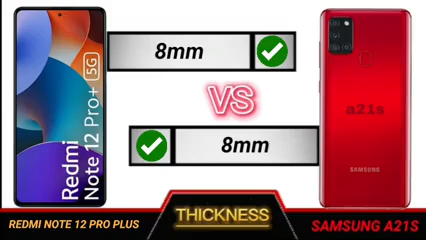 8mm
Redmi
Note 12 Pro+ 5G
VS
a21s
8mm
SAMSUNG
THICKNESS
REDMI NOTE 12 PRO PLUS
SAMSUNG A21S